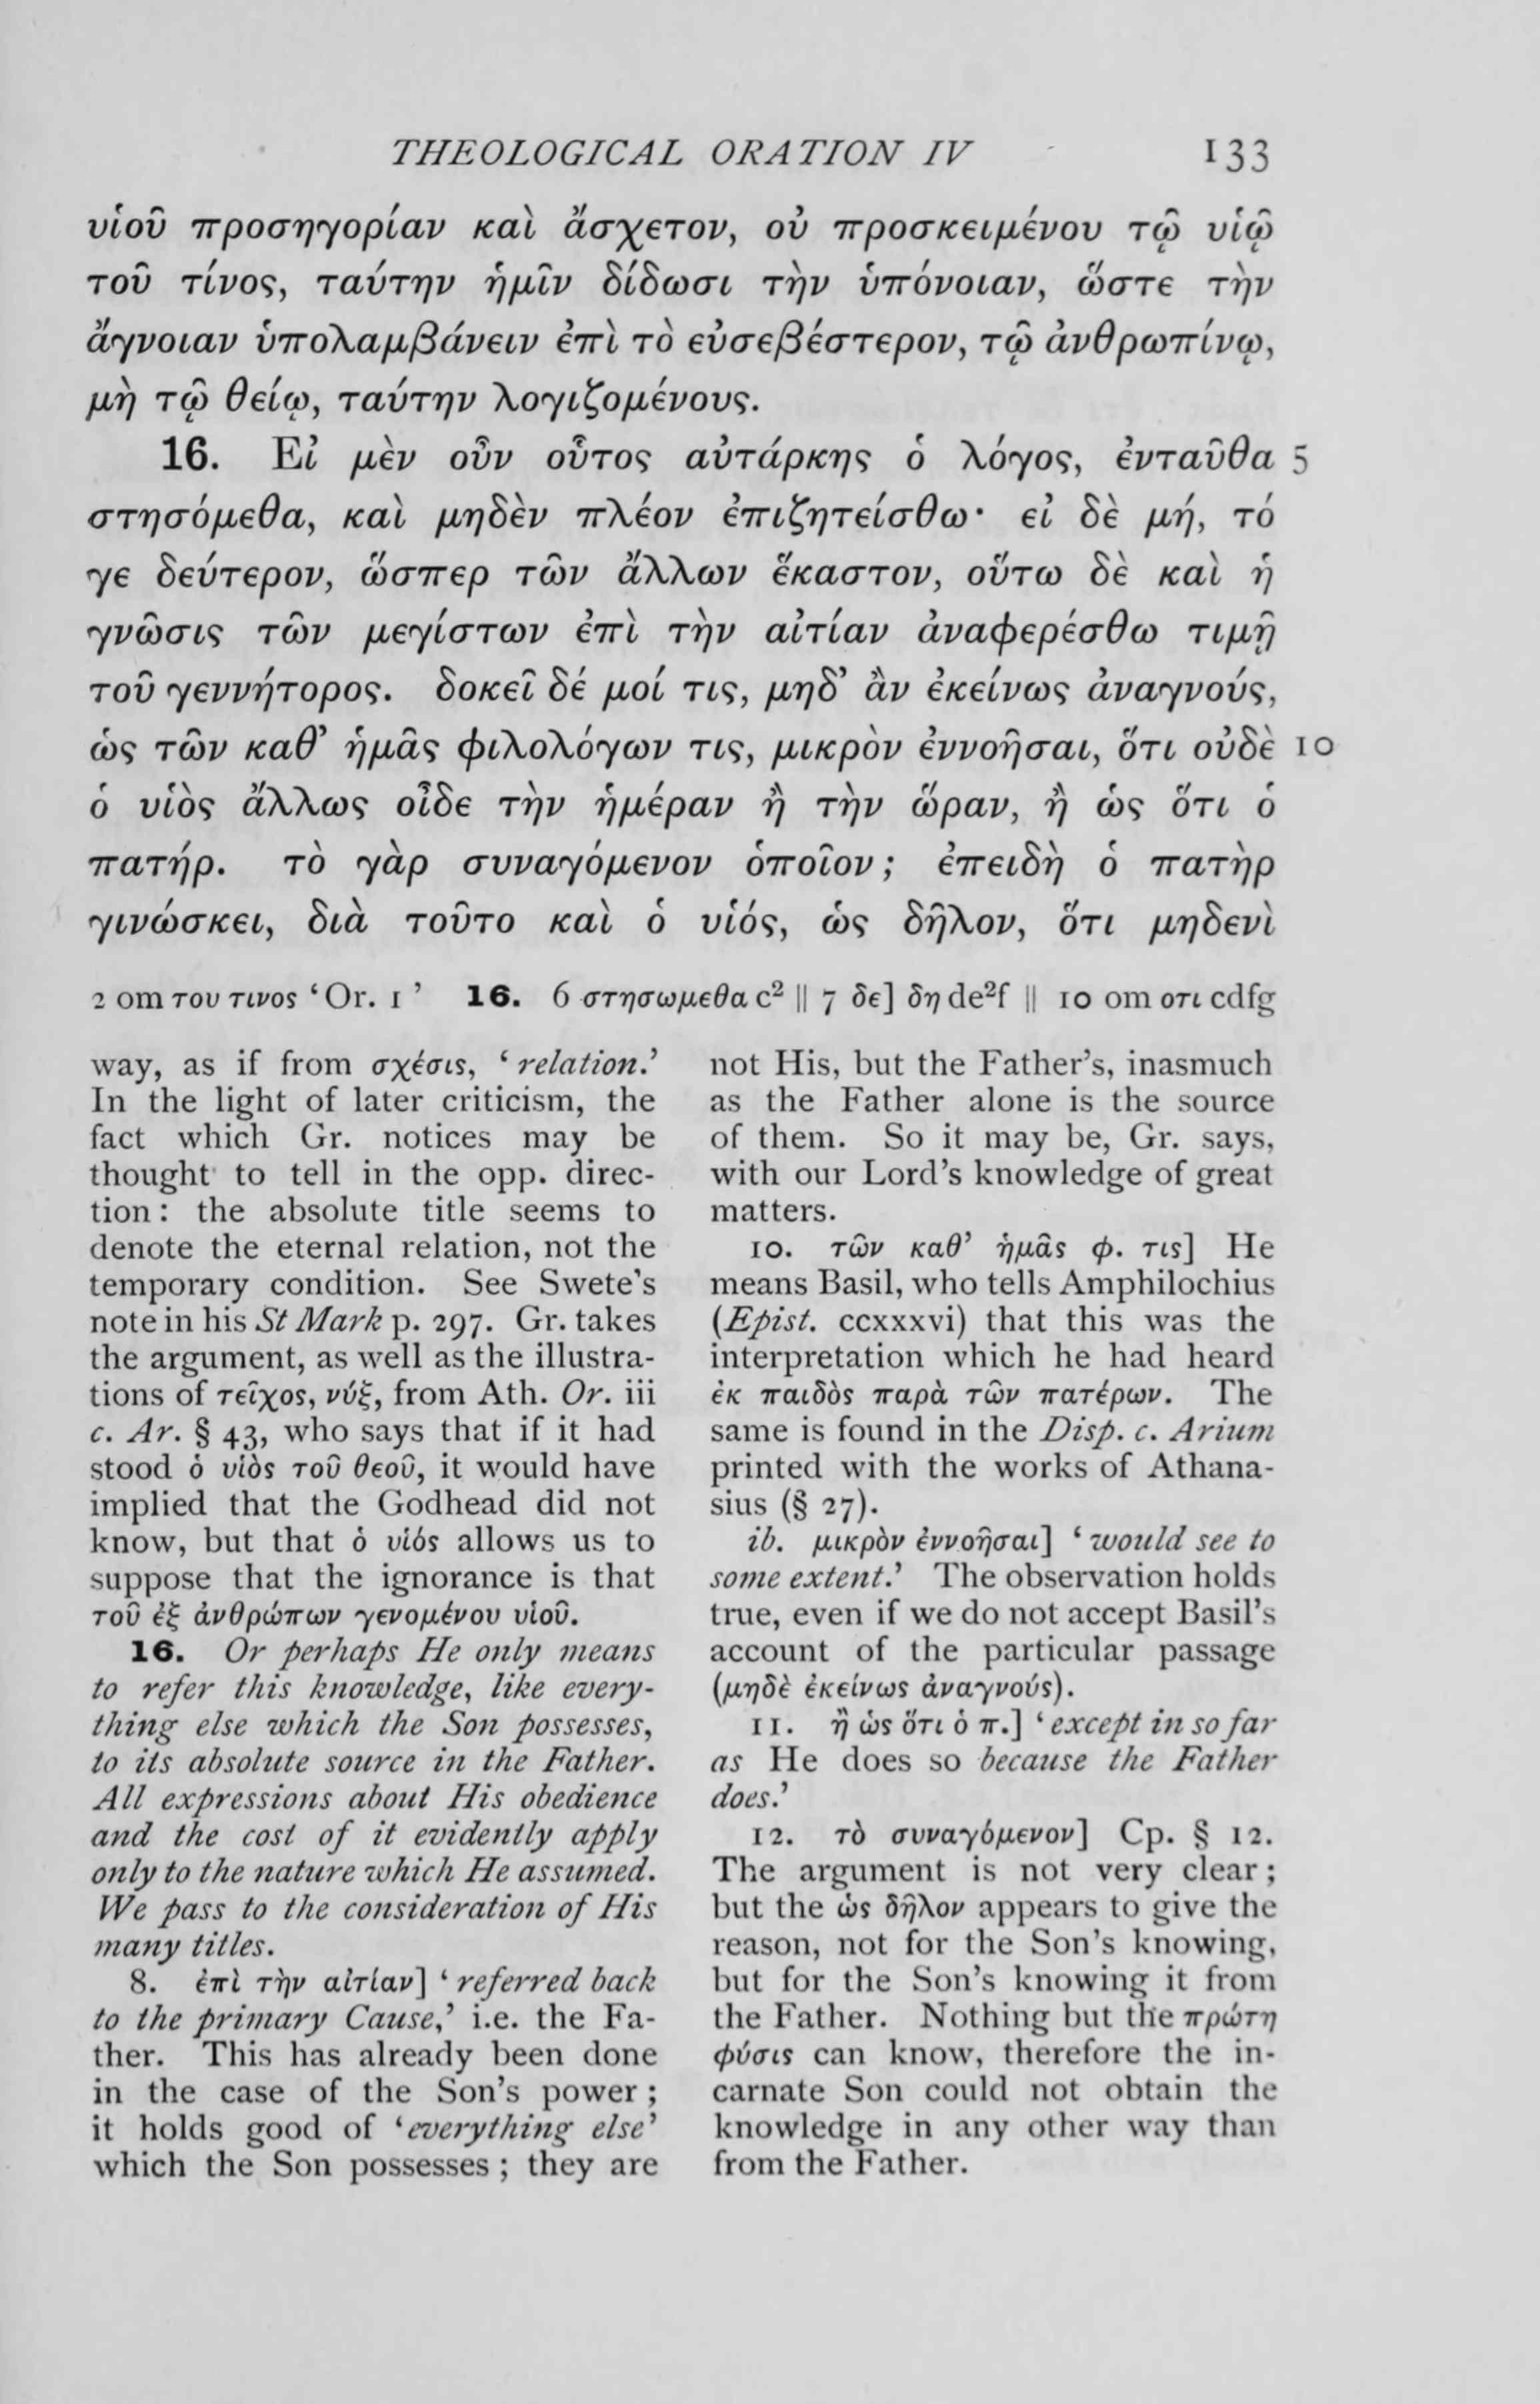 THEOLOGICAL ORATION IV 133
υἱοῦ προσηγορίαν καὶ ἄσχετον, οὐ προσκειμένου τῷ υἱῷ
τοῦ τίνος, ταύτην ἡμῖν δίδωσι τὴν ὑπόνοιαν, ὥστε τὴν
ἄγνοιαν ὑπολαμβάνειν ἐπὶ τὸ εὐσεβέστερον, τῷ ἀνθρωπίνῳ,
μὴ τῷ θείῳ, ταύτην λογιζομένους.
16. Εἰ μὲν οὖν οὗτος αὐτάρκης ὁ λόγος, ἐνταῦθα 5
στησόμεθα, καὶ μηδὲν πλέον ἐπιζητείσθω· εἰ δὲ μή, τό
γε δεύτερον, ὥσπερ τῶν ἄλλων ἕκαστον, οὕτω δὲ καὶ ἡ
γνῶσις τῶν μεγίστων ἐπὶ τὴν αἰτίαν ἀναφερέσθω τιμῇ
τοῦ γεννήτορος. δοκεῖ δέ μοί τις, μηδ’ ἂν ἐκείνως ἀναγνούς,
ὡς τῶν καθ’ ἡμᾶς φιλολόγων τις, μικρὸν ἐννοῆσαι, ὅτι οὐδὲ 10
ὁ υἱὸς ἄλλως οἶδε τὴν ἡμέραν ἢ τὴν ὥραν, ἢ ὡς ὅτι ὁ
πατήρ. τὸ γὰρ συναγόμενον ὁποῖον; ἐπειδὴ ὁ πατὴρ
γινώσκει, διὰ τοῦτο καὶ ὁ υἱός, ὡς δῆλον, ὅτι μηδενὶ
2 om του τινος ‘Or. 1’ 16. 6 στησωμεθα c² || 7 δε] δη de²f || 10 om οτι cdfg
way, as if from σχέσις, ‘relation.’
In the light of later criticism, the
fact which Gr. notices may be
thought to tell in the opp. direc-
tion: the absolute title seems to
denote the eternal relation, not the
temporary condition. See Swete’s
note in his St Mark p. 297. Gr. takes
the argument, as well as the illustra-
tions of τεῖχος, νύξ, from Ath. Or. iii
c. Ar. § 43, who says that if it had
stood ὁ υἱὸς τοῦ θεοῦ, it would have
implied that the Godhead did not
know, but that ὁ υἱός allows us to
suppose that the ignorance is that
τοῦ ἐξ ἀνθρώπων γενομένου υἱοῦ.
16. Or perhaps He only means
to refer this knowledge, like every-
thing else which the Son possesses,
to its absolute source in the Father.
All expressions about His obedience
and the cost of it evidently apply
only to the nature which He assumed.
We pass to the consideration of His
many titles.
8. ἐπὶ τὴν αἰτίαν] ‘referred back
to the primary Cause,’ i.e. the Fa-
ther. This has already been done
in the case of the Son’s power;
it holds good of ‘everything else’
which the Son possesses; they are
not His, but the Father’s, inasmuch
as the Father alone is the source
of them. So it may be, Gr. says,
with our Lord’s knowledge of great
matters.
10. τῶν καθ’ ἡμᾶς φ. τις] He
means Basil, who tells Amphilochius
(Epist. ccxxxvi) that this was the
interpretation which he had heard
ἐκ παιδὸς παρὰ τῶν πατέρων. The
same is found in the Disp. c. Arium
printed with the works of Athana-
sius (§ 27).
ib. μικρὸν ἐννοῆσαι] ‘would see to
some extent.’ The observation holds
true, even if we do not accept Basil’s
account of the particular passage
(μηδὲ ἐκείνως ἀναγνούς).
11. ἢ ὡς ὅτι ὁ π.] ‘except in so far
as He does so because the Father
does.’
12. τὸ συναγόμενον] Cp. § 12.
The argument is not very clear;
but the ὡς δῆλον appears to give the
reason, not for the Son’s knowing,
but for the Son’s knowing it from
the Father. Nothing but the πρώτη
φύσις can know, therefore the in-
carnate Son could not obtain the
knowledge in any other way than
from the Father.